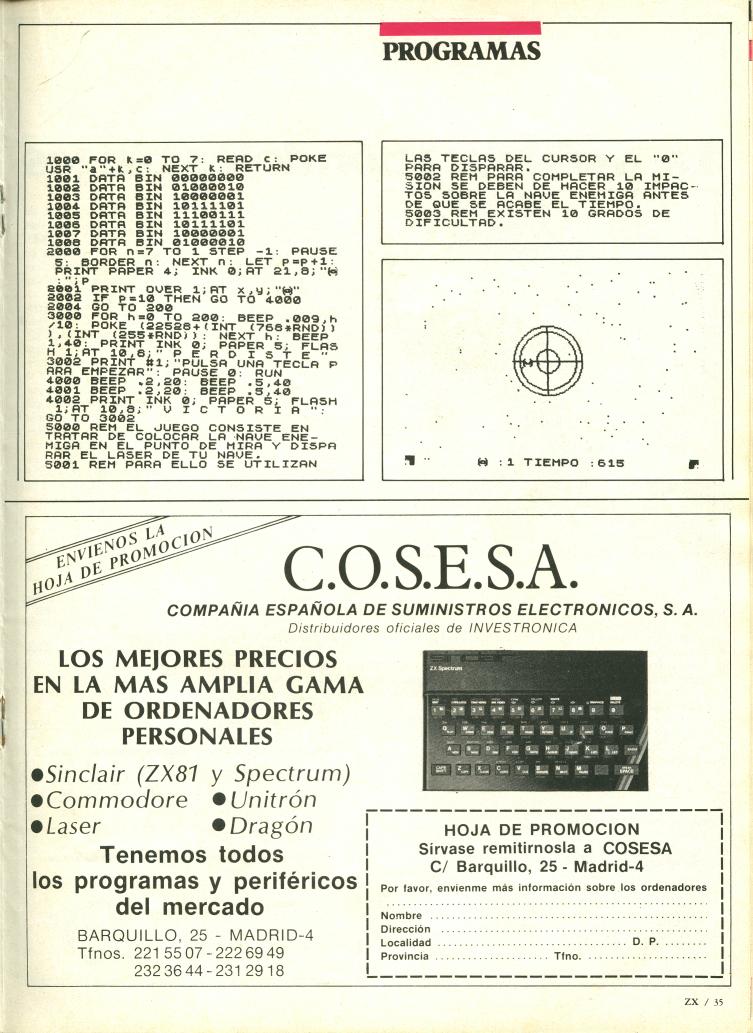 PROGRAMAS
1000 FOR k=0 TO 7: READ c: POKE
USR "a"+k,c: NEXT k: RETURN
1001 DATA BIN 00000000
1002 DATA BIN 01000010
1003 DATA BIN 10000001
1004 DATA BIN 10111101
1005 DATA BIN 11100111
1006 DATA BIN 10111101
1007 DATA BIN 10000001
1008 DATA BIN 01000010
2000 FOR n=7 TO 1 STEP -1: PAUSE
5: BORDER n: NEXT n: LET p=p+1:
PRINT PAPER 4; INK 0;AT 21,8;"
:";p
2001 PRINT OVER 1;AT x,y;""
2002 IF p=10 THEN GO TO 4000
2004 GO TO 200
3000 FOR h=0 TO 200: BEEP .009,h
/10: POKE (22528+(INT (768*RND))
),(INT (255*RND)): NEXT h: BEEP
1,40: PRINT INK 0; PAPER 5; FLAS
H 1;AT 10,8;" P E R D I S T E "
3002 PRINT #1;"PULSA UNA TECLA P
ARA EMPEZAR": PAUSE 0: RUN
4000 BEEP .2,20: BEEP .5,40
4001 BEEP .2,20: BEEP .5,40
4002 PRINT INK 0; PAPER 5; FLASH
1;AT 10,8;" V I C T O R I A ":
GO TO 3002
5000 REM EL JUEGO CONSISTE EN
TRATAR DE COLOCAR LA NAVE ENE-
MIGA EN EL PUNTO DE MIRA Y DISPA
RAR EL LASER DE TU NAVE.
5001 REM PARA ELLO SE UTILIZAN
LAS TECLAS DEL CURSOR Y EL "0"
PARA DISPARAR.
5002 REM PARA COMPLETAR LA MI-
SION SE DEBEN DE HACER 10 IMPAC-
TOS SOBRE LA NAVE ENEMIGA ANTES
DE QUE SE ACABE EL TIEMPO.
5003 REM EXISTEN 10 GRADOS DE
DIFICULTAD.
:1 TIEMPO :615
ENVIENOS LA
HOJA DE PROMOCION
C.O.S.E.S.A.
COMPAÑIA ESPAÑOLA DE SUMINISTROS ELECTRONICOS, S. A.
Distribuidores oficiales de INVESTRONICA
LOS MEJORES PRECIOS
EN LA MAS AMPLIA GAMA
DE ORDENADORES
PERSONALES
●Sinclair (ZX81 y Spectrum)
●Commodore ●Unitrón
●Laser ●Dragón
Tenemos todos
los programas y periféricos
del mercado
BARQUILLO, 25 - MADRID-4
Tfnos. 221 55 07 - 222 69 49
232 36 44 - 231 29 18
sinclair
ZX Spectrum
HOJA DE PROMOCION
Sírvase remitirnosla a COSESA
C/ Barquillo, 25 - Madrid-4
Por favor, envienme más información sobre los ordenadores
Nombre
Dirección
Localidad D. P.
Provincia Tfno.
ZX / 35